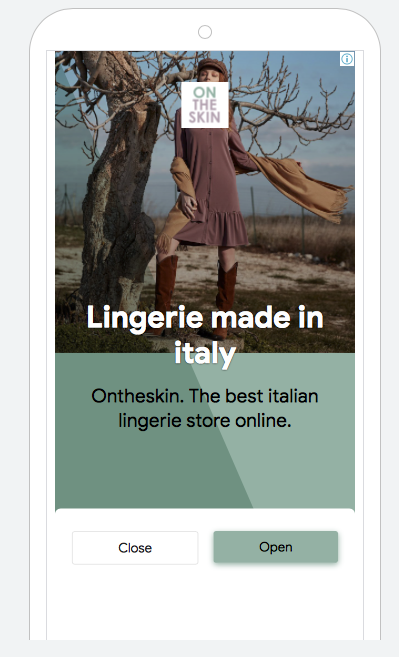 ON
THE
SKIN
Lingerie made in
italy
Ontheskin. The best italian
lingerie store online.
Close
Open